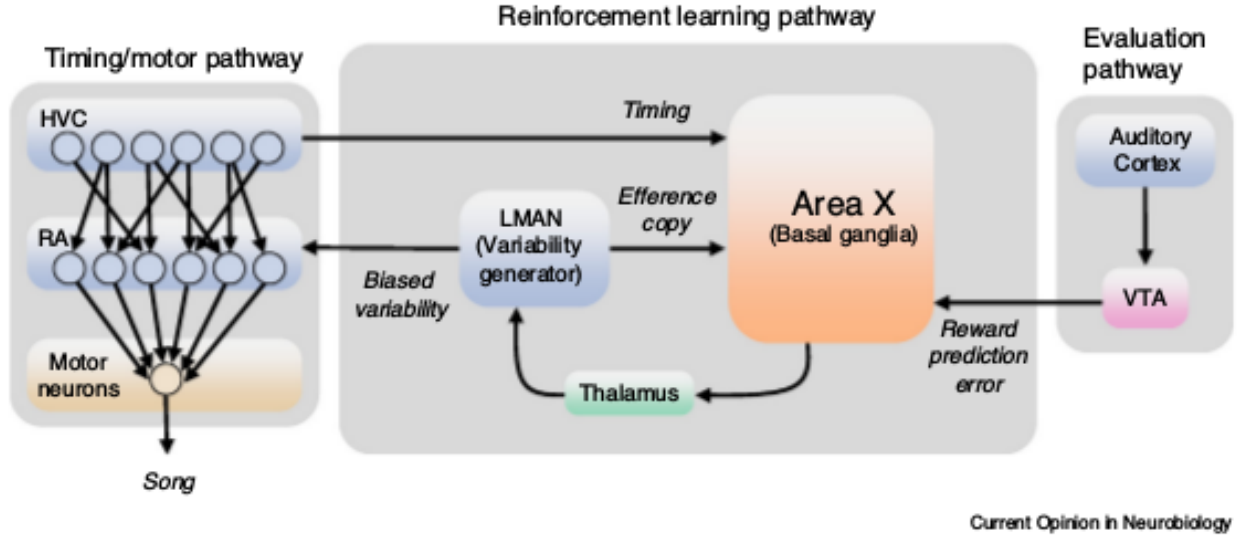 Reinforcement learning pathway
Timing/motor pathway
Evaluation
pathway
HVC
RA
Motor
neurons
Song
Timing
LMAN
(Variability
generator)
Efference
copy
Biased
variability
Area X
(Basal ganglia)
Thalamus
Reward
prediction
error
Auditory
Cortex
VTA
Current Opinion in Neurobiology